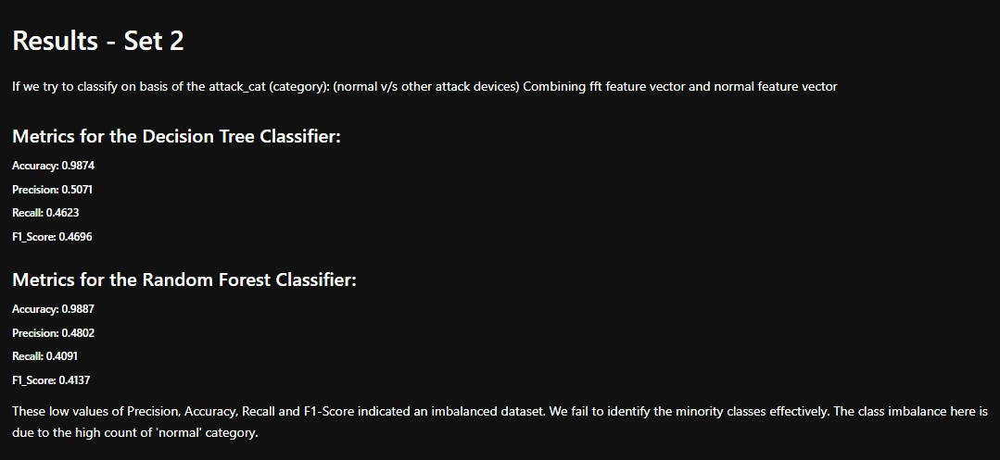 Results - Set 2
If we try to classify on basis of the attack_cat (category): (normal v/s other attack devices) Combining fft feature vector and normal feature vector
Metrics for the Decision Tree Classifier:
Accuracy: 0.9874
Precision: 0.5071
Recall: 0.4623
F1_Score: 0.4696
Metrics for the Random Forest Classifier:
Accuracy: 0.9887
Precision: 0.4802
Recall: 0.4091
F1_Score: 0.4137
These low values of Precision, Accuracy, Recall and F1-Score indicated an imbalanced dataset. We fail to identify the minority classes effectively. The class imbalance here is
due to the high count of 'normal' category.